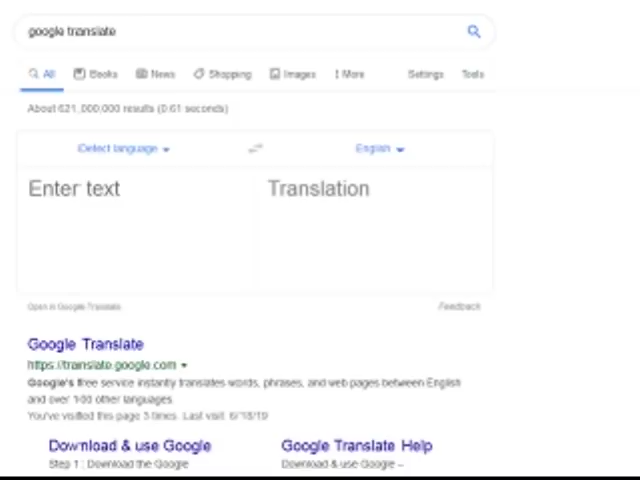 google translate
All Books News Shopping Images More Settings Tools
About 621,000,000 results (0.61 seconds)
Detect language English
Enter text Translation
Open in Google Translate Feedback
Google Translate
https://translate.google.com
Google's free service instantly translates words, phrases, and web pages between English
and over 100 other languages.
You've visited this page 3 times. Last visit: 6/18/19
Download & use Google Google Translate Help
Step 1: Download the Google Download & use Google –